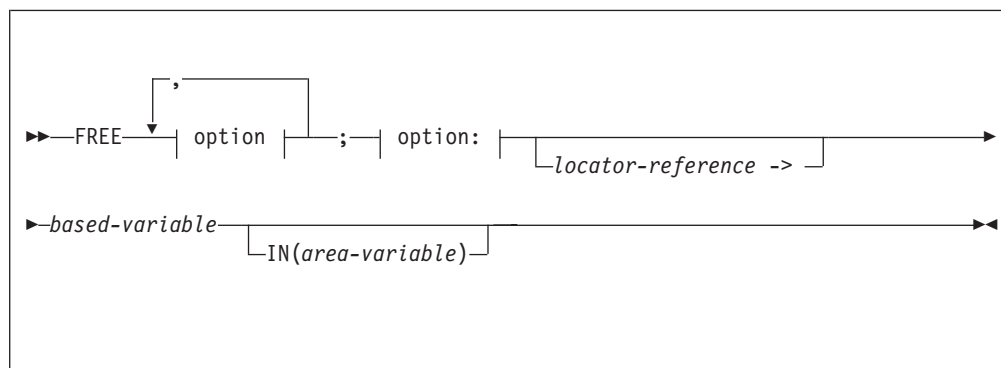 ,
FREE option ; option: locator-reference ->
based-variable IN(area-variable)